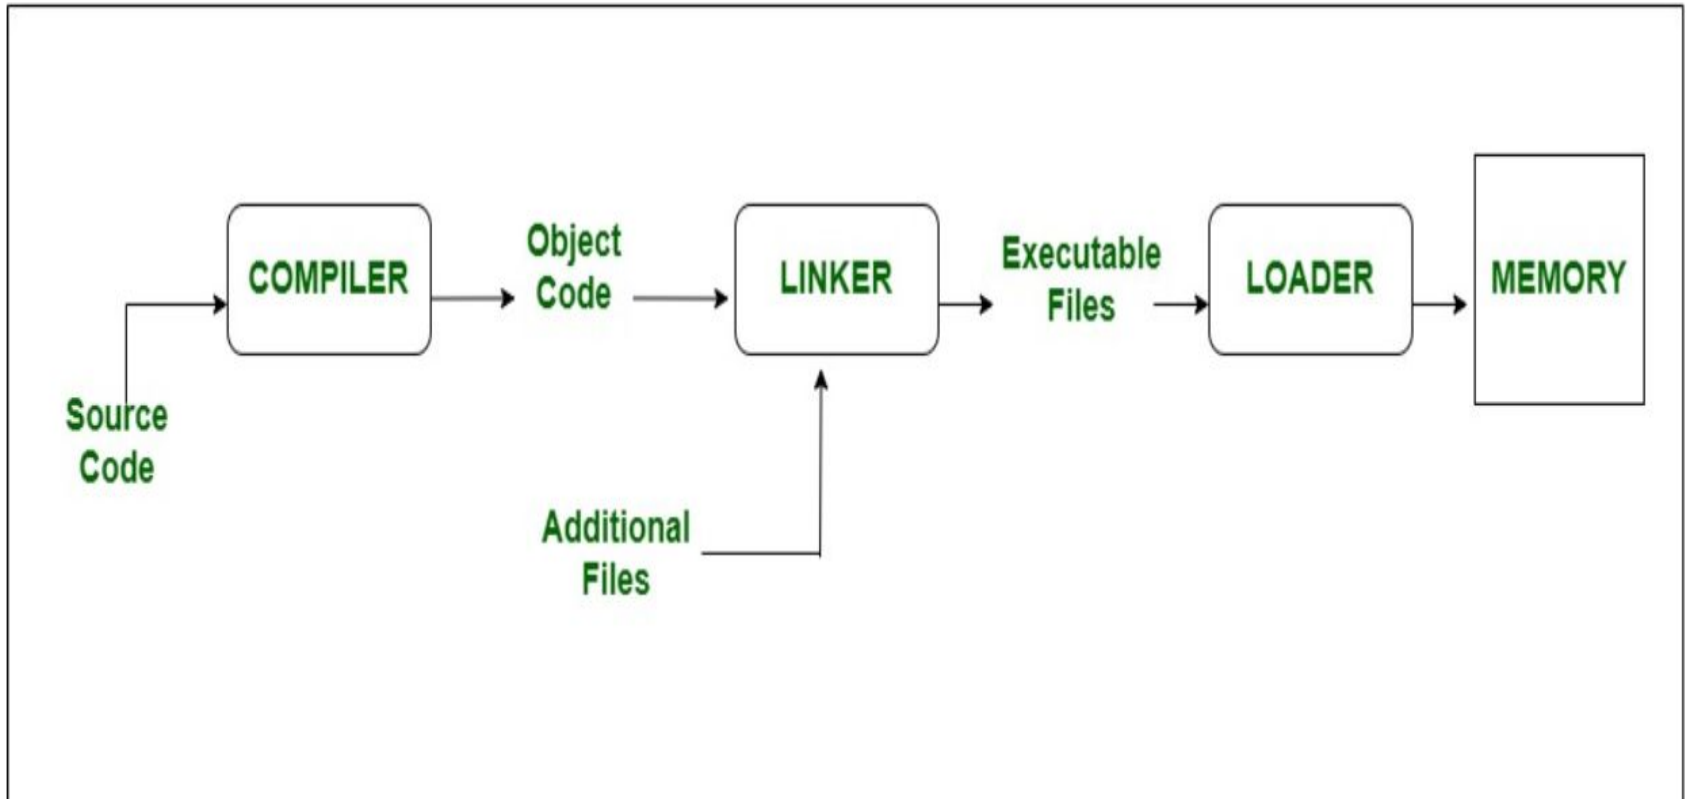 Source
Code
COMPILER
Object
Code
Additional
Files
LINKER
Executable
Files
LOADER
MEMORY